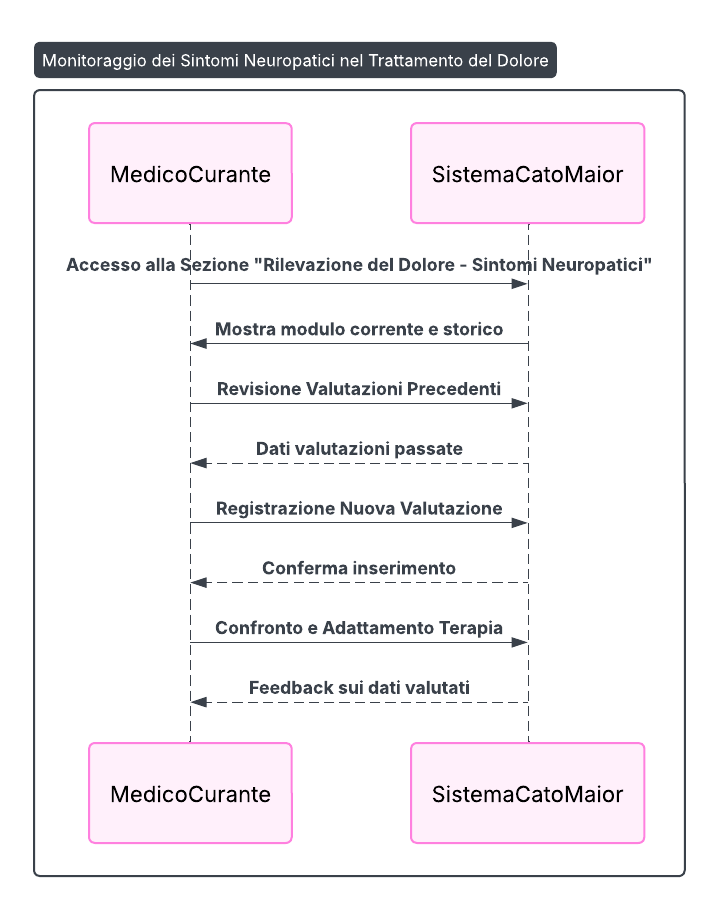 Monitoraggio dei Sintomi Neuropatici nel Trattamento del Dolore
MedicoCurante SistemaCatoMaior
Accesso alla Sezione "Rilevazione del Dolore - Sintomi Neuropatici"
Mostra modulo corrente e storico
Revisione Valutazioni Precedenti
Dati valutazioni passate
Registrazione Nuova Valutazione
Conferma inserimento
Confronto e Adattamento Terapia
Feedback sui dati valutati
MedicoCurante SistemaCatoMaior